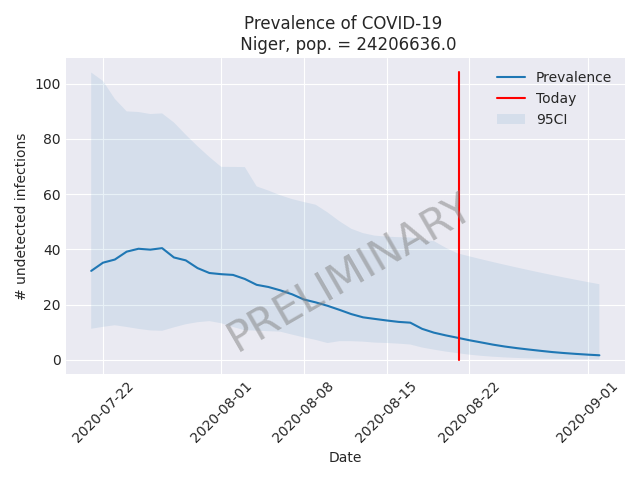 Prevalence of COVID-19
Niger, pop. = 24206636.0
Prevalence
Today
95CI
# undetected infections
100
80
60
40
20
0
PRELIMINARY
2020-07-22
2020-08-01
2020-08-08
2020-08-15
2020-08-22
2020-09-01
Date